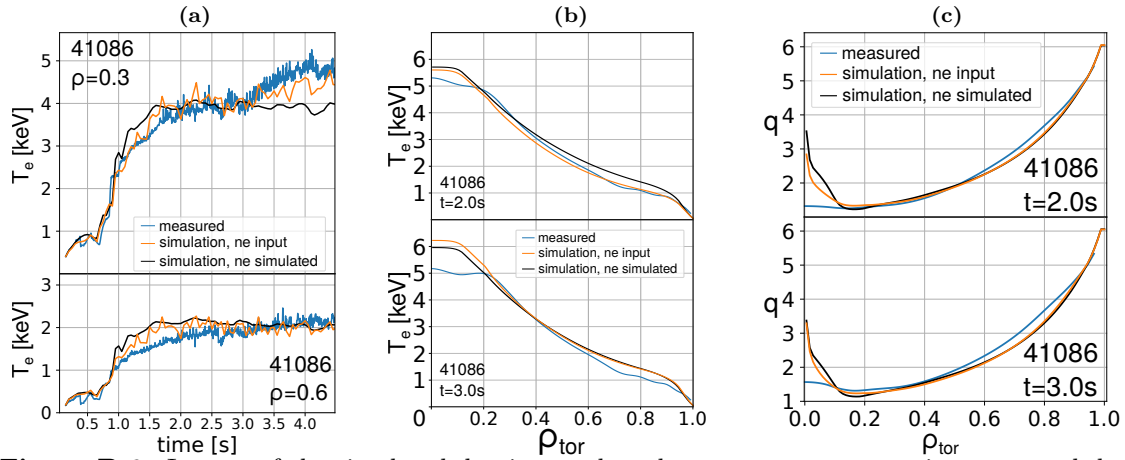 (a)
41086
ρ=0.3
T_e [keV]
5
4
3
2
1
measured
simulation, ne input
simulation, ne simulated
T_e [keV]
3
2
1
0
41086
ρ=0.6
0.5 1.0 1.5 2.0 2.5 3.0 3.5 4.0
time [s]
(b)
T_e [keV]
7
6
5
4
3
2
1
41086
t=2.0s
T_e [keV]
7
6
5
4
3
2
1
0
measured
simulation, ne input
simulation, ne simulated
41086
t=3.0s
0.0 0.2 0.4 0.6 0.8 1.0
ρ_tor
(c)
q
6
5
4
3
2
measured
simulation, ne input
simulation, ne simulated
41086
t=2.0s
q
6
5
4
3
2
1
41086
t=3.0s
0.0 0.2 0.4 0.6 0.8 1.0
ρ_tor